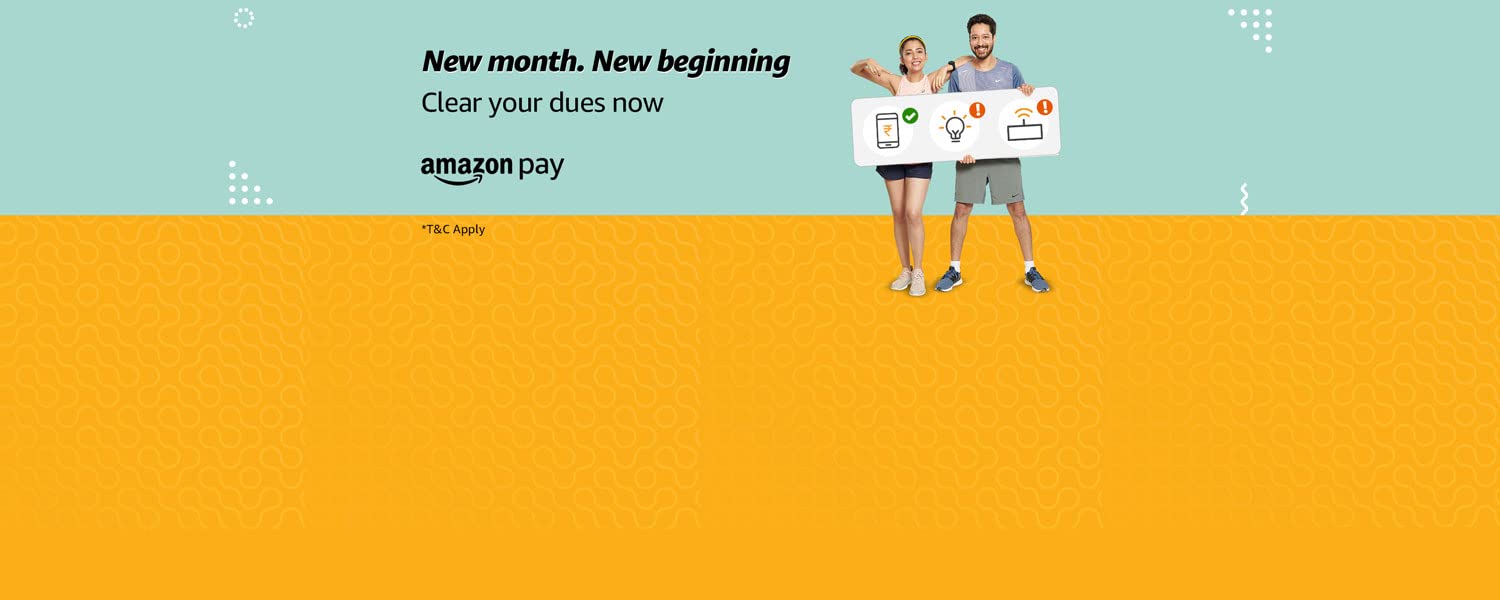 New month. New beginning
Clear your dues now
amazon pay
₹
*T&C Apply